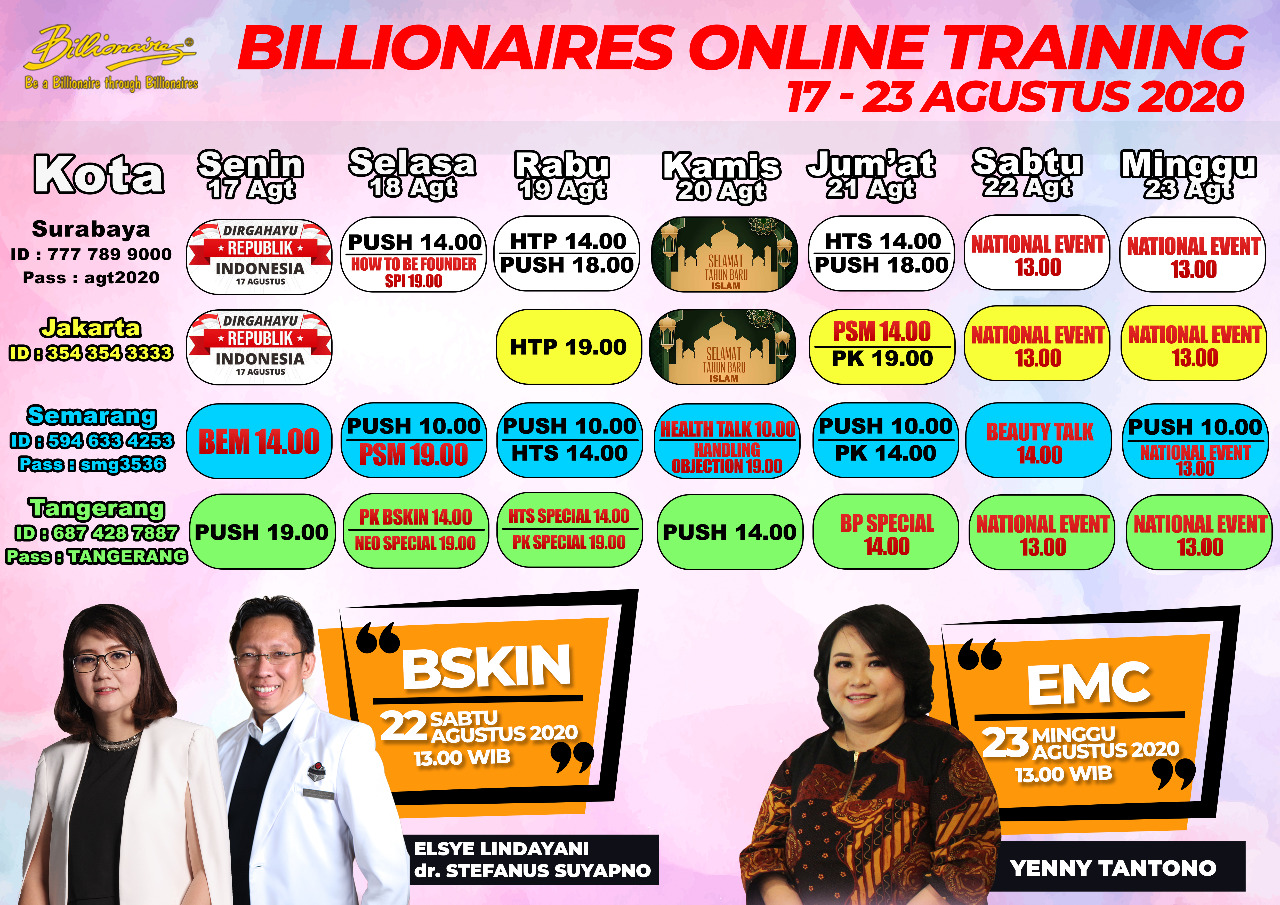 Billionaires
Be a Billionaire through Billionaires
BILLIONAIRES ONLINE TRAINING
17 - 23 AGUSTUS 2020
Kota
Senin
17 Agt
Selasa
18 Agt
Rabu
19 Agt
Kamis
20 Agt
Jum'at
21 Agt
Sabtu
22 Agt
Minggu
23 Agt
Surabaya
ID : 777 789 9000
Pass : agt2020
DIRGAHAYU
REPUBLIK
INDONESIA
17 AGUSTUS
PUSH 14.00
HOW TO BE FOUNDER
SPI 19.00
HTP 14.00
PUSH 18.00
SELAMAT
TAHUN BARU
ISLAM
HTS 14.00
PUSH 18.00
NATIONAL EVENT
13.00
NATIONAL EVENT
13.00
Jakarta
ID : 354 354 3333
DIRGAHAYU
REPUBLIK
INDONESIA
17 AGUSTUS
HTP 19.00
SELAMAT
TAHUN BARU
ISLAM
PSM 14.00
PK 19.00
NATIONAL EVENT
13.00
NATIONAL EVENT
13.00
Semarang
ID : 594 633 4253
Pass : smg3536
BEM 14.00
PUSH 10.00
PSM 19.00
PUSH 10.00
HTS 14.00
HEALTH TALK 10.00
HANDLING
OBJECTION 19.00
PUSH 10.00
PK 14.00
BEAUTY TALK
14.00
PUSH 10.00
NATIONAL EVENT
13.00
Tangerang
ID : 687 428 7887
Pass : TANGERANG
PUSH 19.00
PK BSKIN 14.00
NEO SPECIAL 19.00
HTS SPECIAL 14.00
PK SPECIAL 19.00
PUSH 14.00
BP SPECIAL
14.00
NATIONAL EVENT
13.00
NATIONAL EVENT
13.00
“ BSKIN
22 SABTU
AGUSTUS 2020
13.00 WIB ”
ELSYE LINDAYANI
dr. STEFANUS SUYAPNO
“ EMC
23 MINGGU
AGUSTUS 2020
13.00 WIB ”
YENNY TANTONO